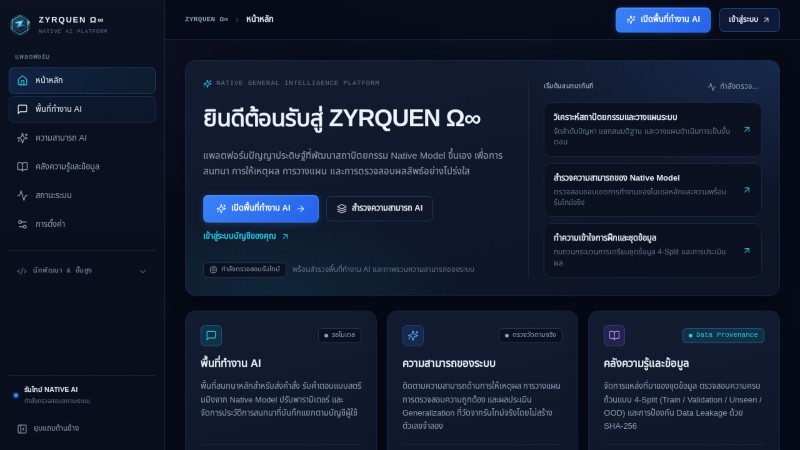 ZYRQUEN Ω∞
NATIVE AI PLATFORM
แพลตฟอร์ม
หน้าหลัก
พื้นที่ทำงาน AI
ความสามารถ AI
คลังความรู้และข้อมูล
สถานะระบบ
การตั้งค่า
นักพัฒนา & ขั้นสูง
รันไทม์ NATIVE AI
กำลังตรวจสอบสถานะระบบ
ยุบแถบด้านข้าง
ZYRQUEN Ω∞ › หน้าหลัก
เปิดพื้นที่ทำงาน AI
เข้าสู่ระบบ
NATIVE GENERAL INTELLIGENCE PLATFORM
ยินดีต้อนรับสู่ ZYRQUEN Ω∞
แพลตฟอร์มปัญญาประดิษฐ์ที่พัฒนาสถาปัตยกรรม Native Model ขึ้นเอง เพื่อการ
สนทนา การให้เหตุผล การวางแผน และการตรวจสอบผลลัพธ์อย่างโปร่งใส
เปิดพื้นที่ทำงาน AI
สำรวจความสามารถ AI
เข้าสู่ระบบบัญชีของคุณ
กำลังตรวจสอบรันไทม์
พร้อมสำรวจพื้นที่ทำงาน AI และภาพรวมความสามารถของระบบ
เริ่มต้นสนทนาทันที
กำลังตรวจ...
วิเคราะห์สถาปัตยกรรมและวางแผนระบบ
จัดลำดับปัญหา แยกสมมติฐาน และวางแผนดำเนินการเป็นขั้น
ตอน
สำรวจความสามารถของ Native Model
ตรวจสอบขอบเขตการทำงานของโมเดลหลักและความพร้อม
รันไทม์จริง
ทำความเข้าใจการฝึกและชุดข้อมูล
ทบทวนกระบวนการเตรียมชุดข้อมูล 4-Split และการประเมิน
ผล
รอโมเดล
พื้นที่ทำงาน AI
พื้นที่สนทนาหลักสำหรับส่งคำสั่ง รับคำตอบแบบสตรี
มมิงจาก Native Model ปรับพารามิเตอร์ และ
จัดการประวัติการสนทนาที่บันทึกแยกตามบัญชีผู้ใช้
ตรวจวัดตามจริง
ความสามารถของระบบ
ติดตามความสามารถด้านการให้เหตุผล การวางแผน
การตรวจสอบความถูกต้อง และผลประเมิน
Generalization ที่วัดจากรันไทม์จริงโดยไม่สร้าง
ตัวเลขจำลอง
Data Provenance
คลังความรู้และข้อมูล
จัดการแหล่งที่มาของชุดข้อมูล ตรวจสอบความครบ
ถ้วนแบบ 4-Split (Train / Validation / Unseen /
OOD) และการป้องกัน Data Leakage ด้วย
SHA-256